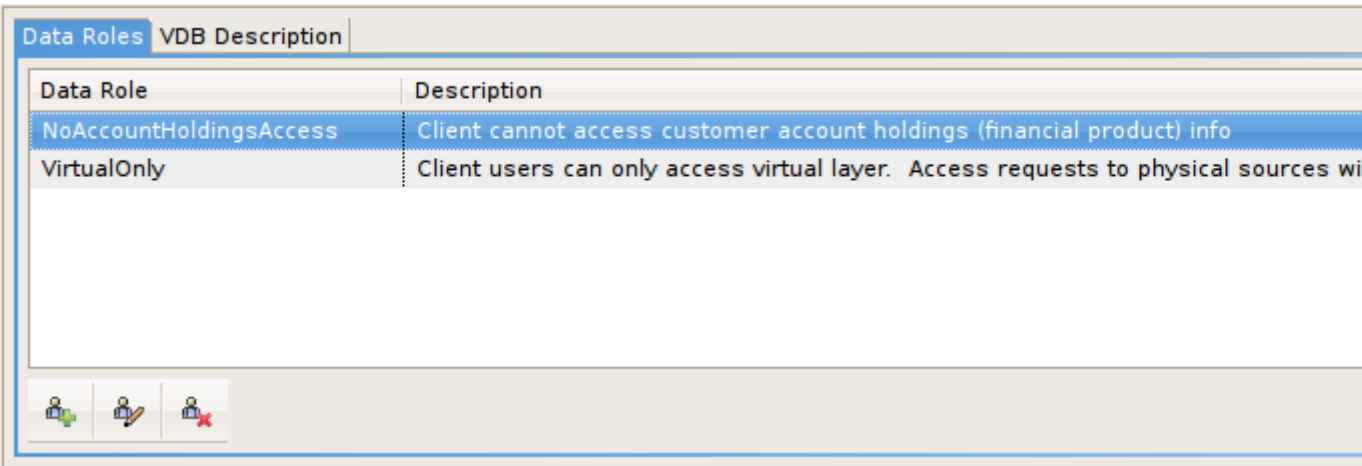 Data Roles VDB Description
Data Role Description
NoAccountHoldingsAccess Client cannot access customer account holdings (financial product) info
VirtualOnly Client users can only access virtual layer.  Access requests to physical sources